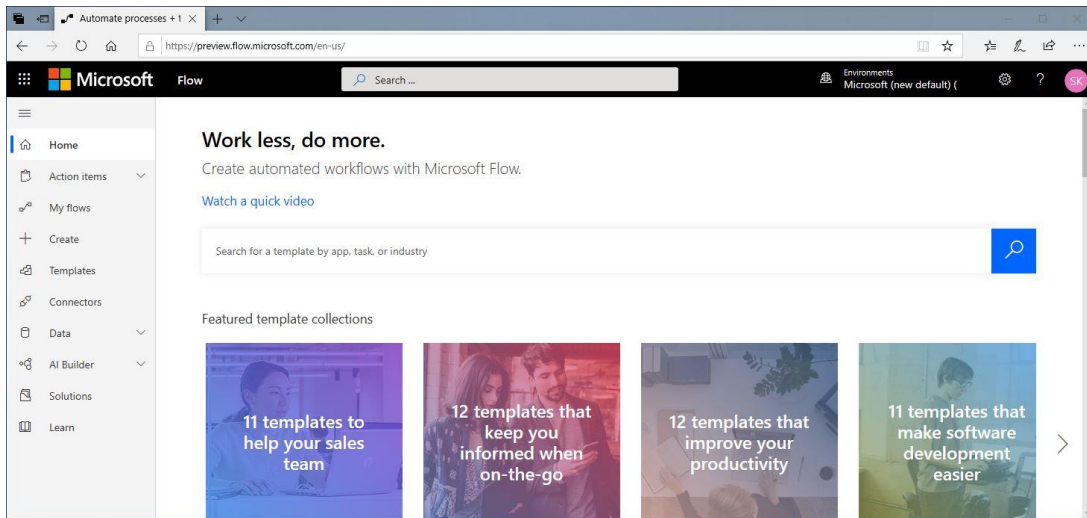 Automate processes + 1
https://preview.flow.microsoft.com/en-us/
Microsoft
Flow
Search ...
Environments
Microsoft (new default) (
?
SK
Home
Action items
My flows
Create
Templates
Connectors
Data
AI Builder
Solutions
Learn
Work less, do more.
Create automated workflows with Microsoft Flow.
Watch a quick video
Search for a template by app, task, or industry
Featured template collections
11 templates to
help your sales
team
12 templates that
keep you
informed when
on-the-go
12 templates that
improve your
productivity
11 templates that
make software
development
easier